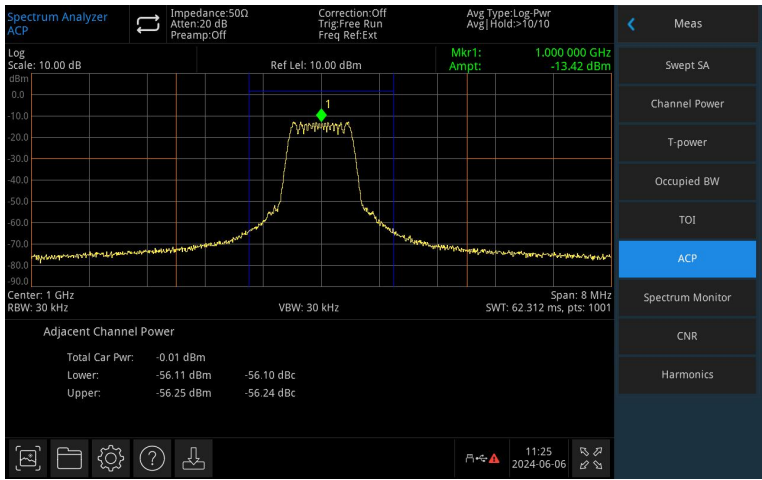 Spectrum Analyzer
ACP
Impedance:50Ω
Atten:20 dB
Preamp:Off
Correction:Off
Trig:Free Run
Freq Ref:Ext
Avg Type:Log-Pwr
Avg|Hold:>10/10
Log
Scale: 10.00 dB
Ref Lel: 10.00 dBm
Mkr1: 1.000 000 GHz
Ampt: -13.42 dBm
dBm
0.0
-10.0
-20.0
-30.0
-40.0
-50.0
-60.0
-70.0
-80.0
-90.0
1
Center: 1 GHz
Span: 8 MHz
RBW: 30 kHz
VBW: 30 kHz
SWT: 62.312 ms, pts: 1001
Adjacent Channel Power
Total Car Pwr: -0.01 dBm
Lower: -56.11 dBm -56.10 dBc
Upper: -56.25 dBm -56.24 dBc
11:25
2024-06-06
Meas
Swept SA
Channel Power
T-power
Occupied BW
TOI
ACP
Spectrum Monitor
CNR
Harmonics